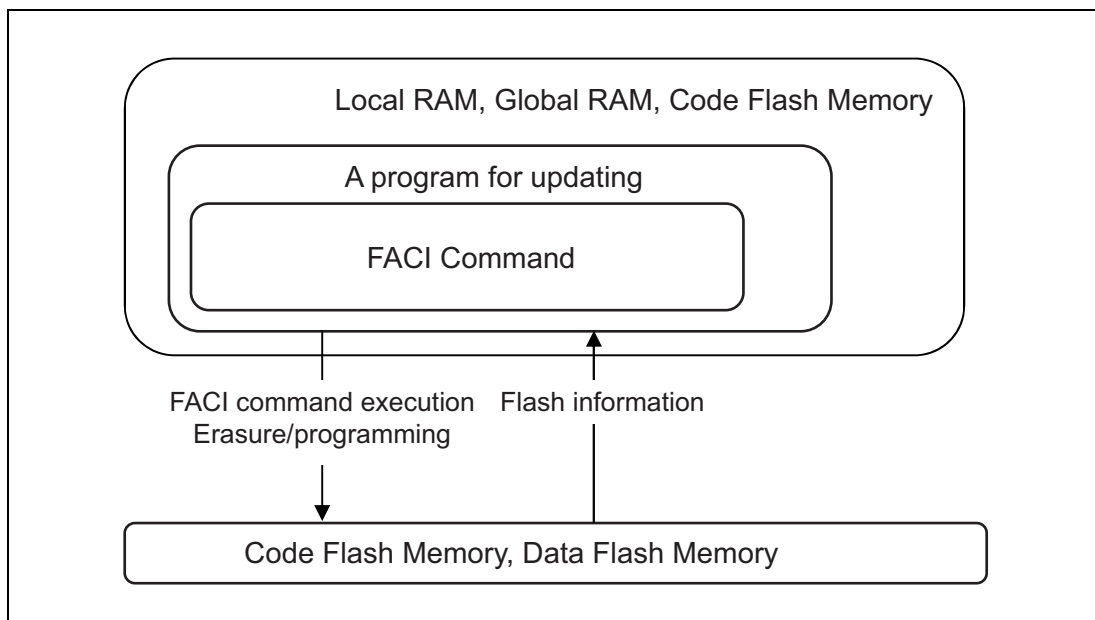 Local RAM, Global RAM, Code Flash Memory
A program for updating
FACI Command
FACI command execution
Erasure/programming
Flash information
Code Flash Memory, Data Flash Memory